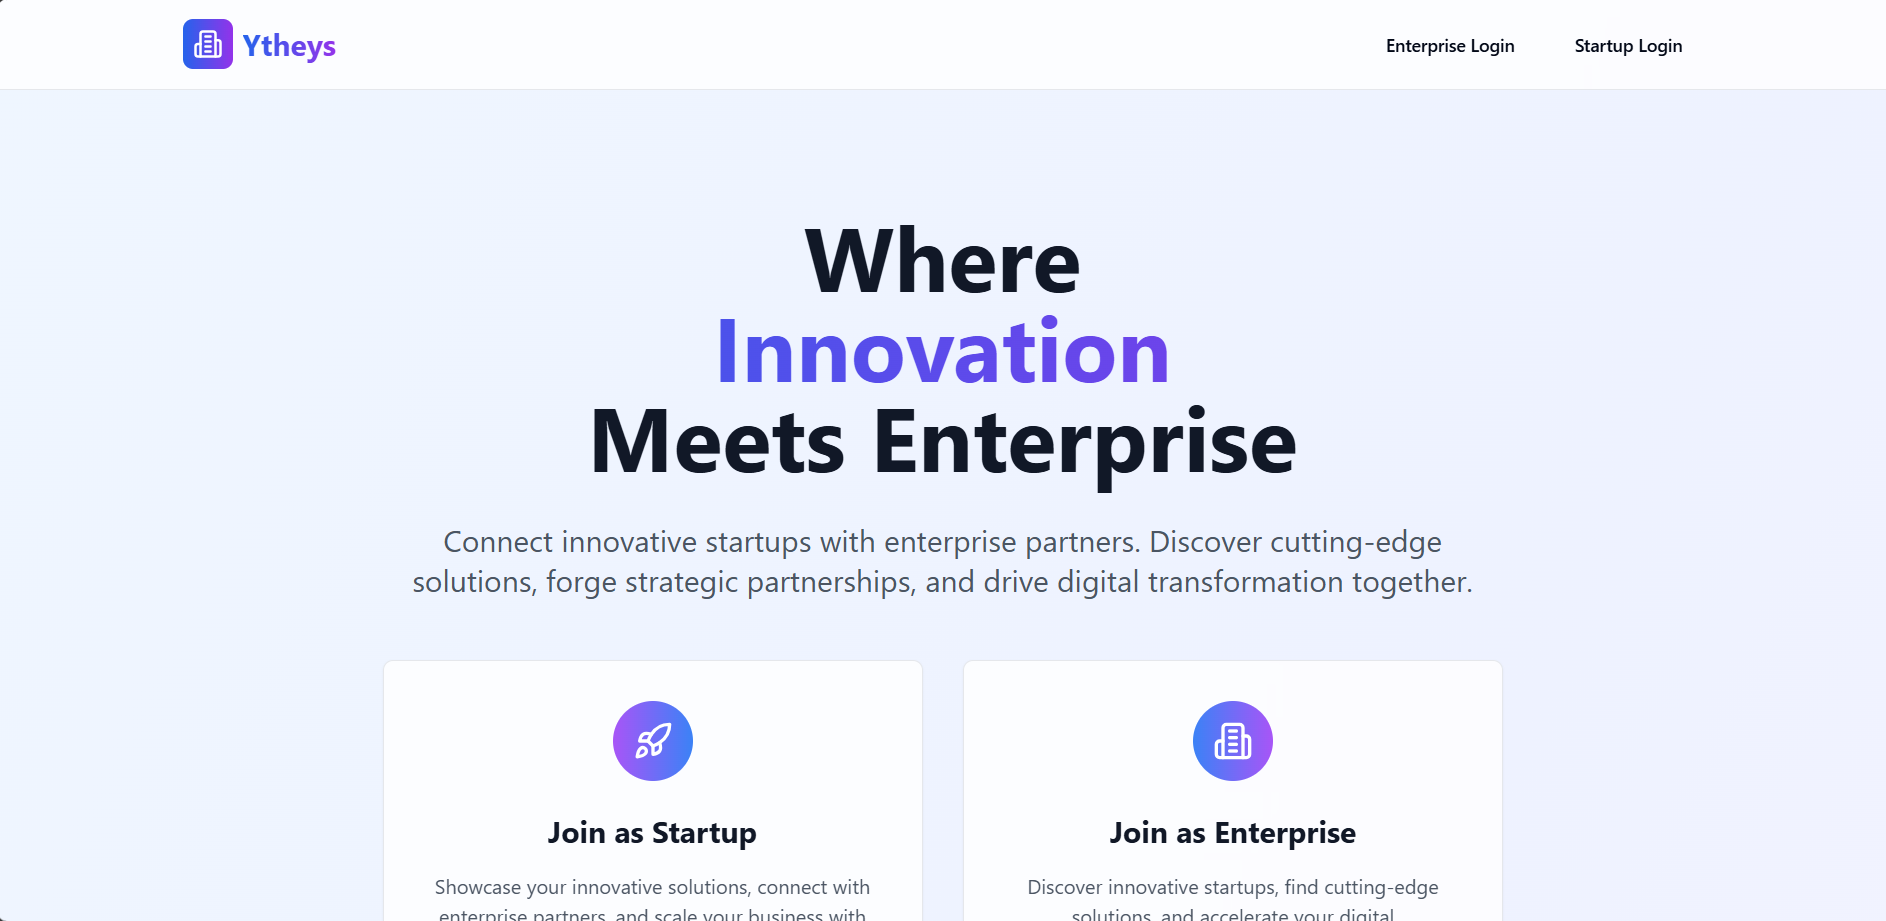 Ytheys
Enterprise Login
Startup Login
Where
Innovation
Meets Enterprise
Connect innovative startups with enterprise partners. Discover cutting-edge
solutions, forge strategic partnerships, and drive digital transformation together.
Join as Startup
Showcase your innovative solutions, connect with
enterprise partners, and scale your business with
Join as Enterprise
Discover innovative startups, find cutting-edge
solutions, and accelerate your digital